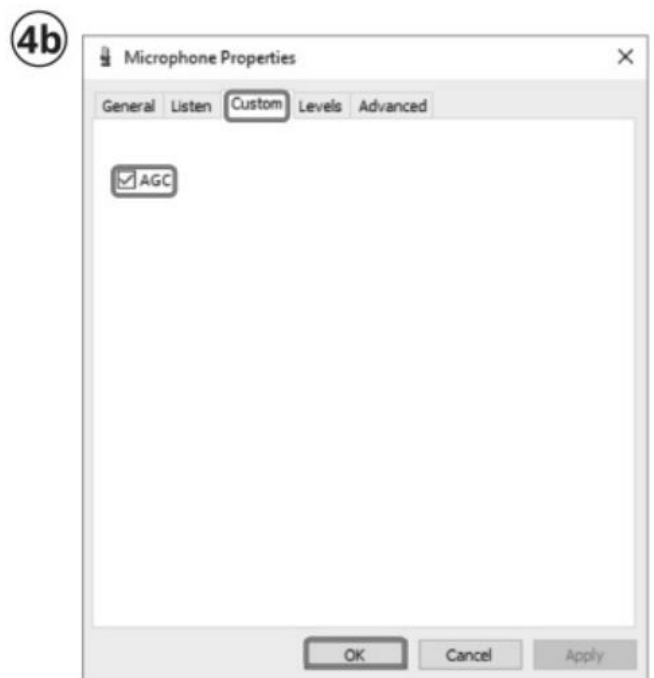 4b
Microphone Properties
General Listen Custom Levels Advanced
AGC
OK Cancel Apply